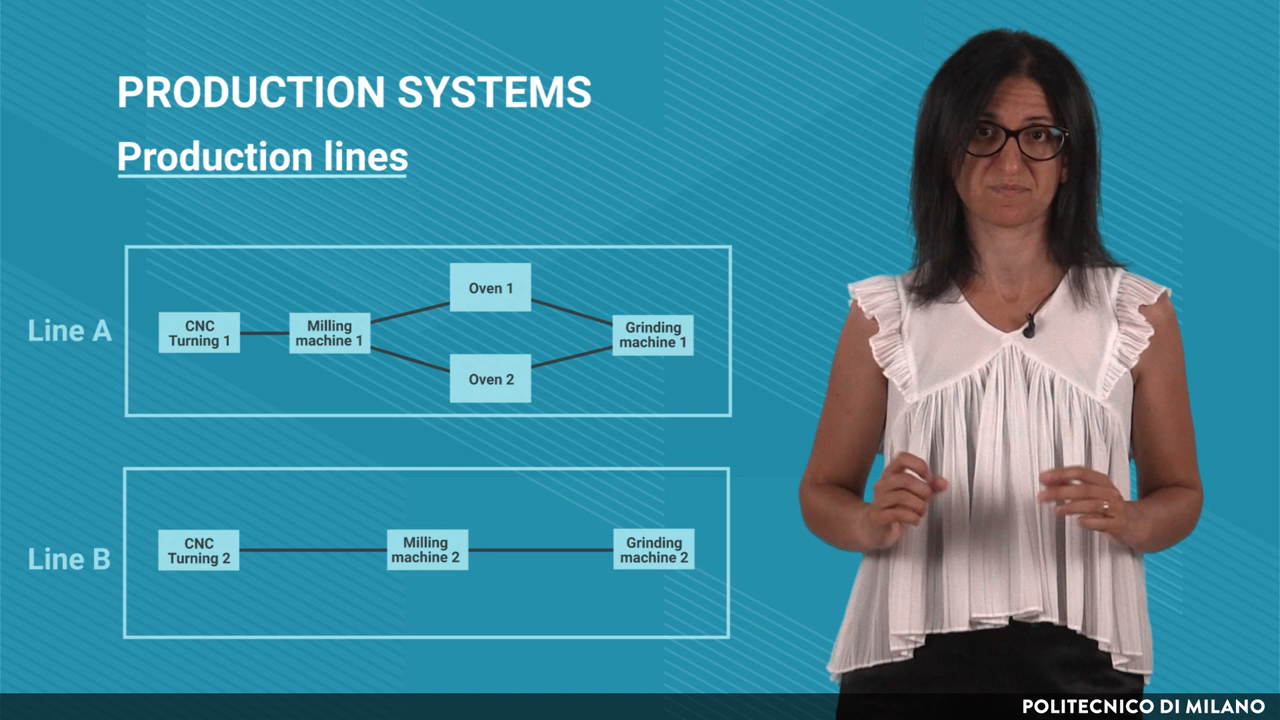 PRODUCTION SYSTEMS
Production lines
Line A
CNC
Turning 1
Milling
machine 1
Oven 1
Oven 2
Grinding
machine 1
Line B
CNC
Turning 2
Milling
machine 2
Grinding
machine 2
POLITECNICO DI MILANO